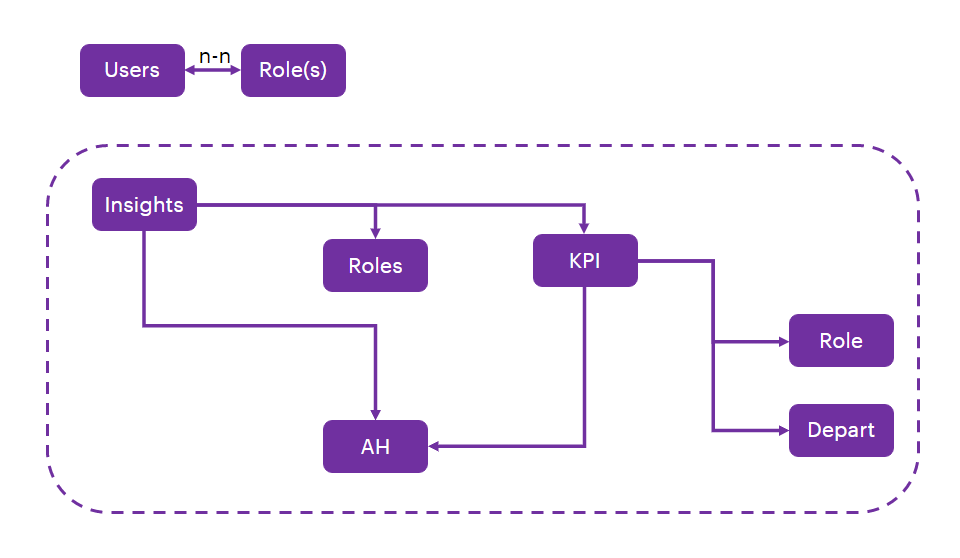 Users
n-n
Role(s)
Insights
Roles
KPI
Role
Depart
AH